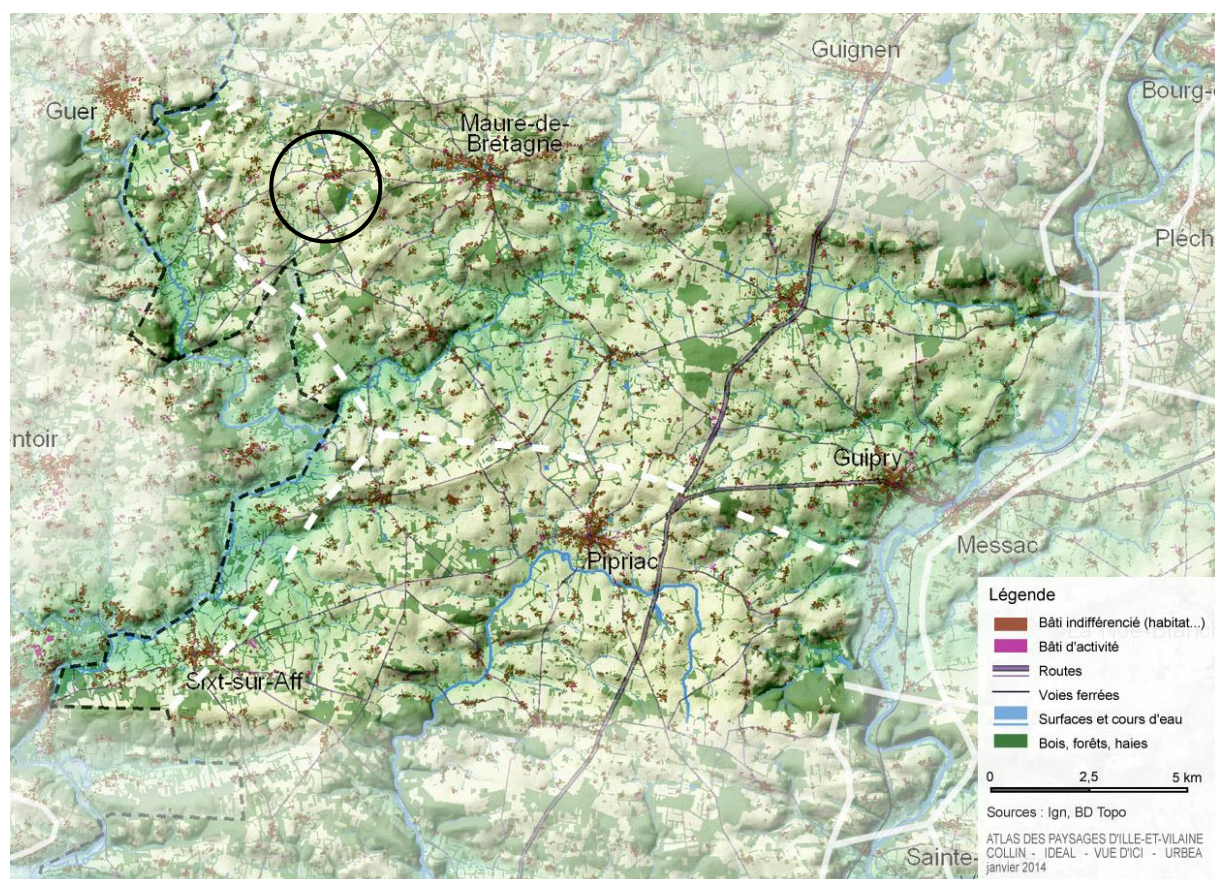 Guignen
Guer
Bourg-
Maure-de-
Bretagne
Pléch
entoir
Guipry
Messac
Pipriac
Sixt-sur-Aff
Sainte-
Légende
Bâti indifférencié (habitat...)
Bâti d'activité
Routes
Voies ferrées
Surfaces et cours d'eau
Bois, forêts, haies
0 2,5 5 km
Sources : Ign, BD Topo
ATLAS DES PAYSAGES D'ILLE-ET-VILAINE
COLLIN - IDEAL - VUE D'ICI - URBEA
janvier 2014